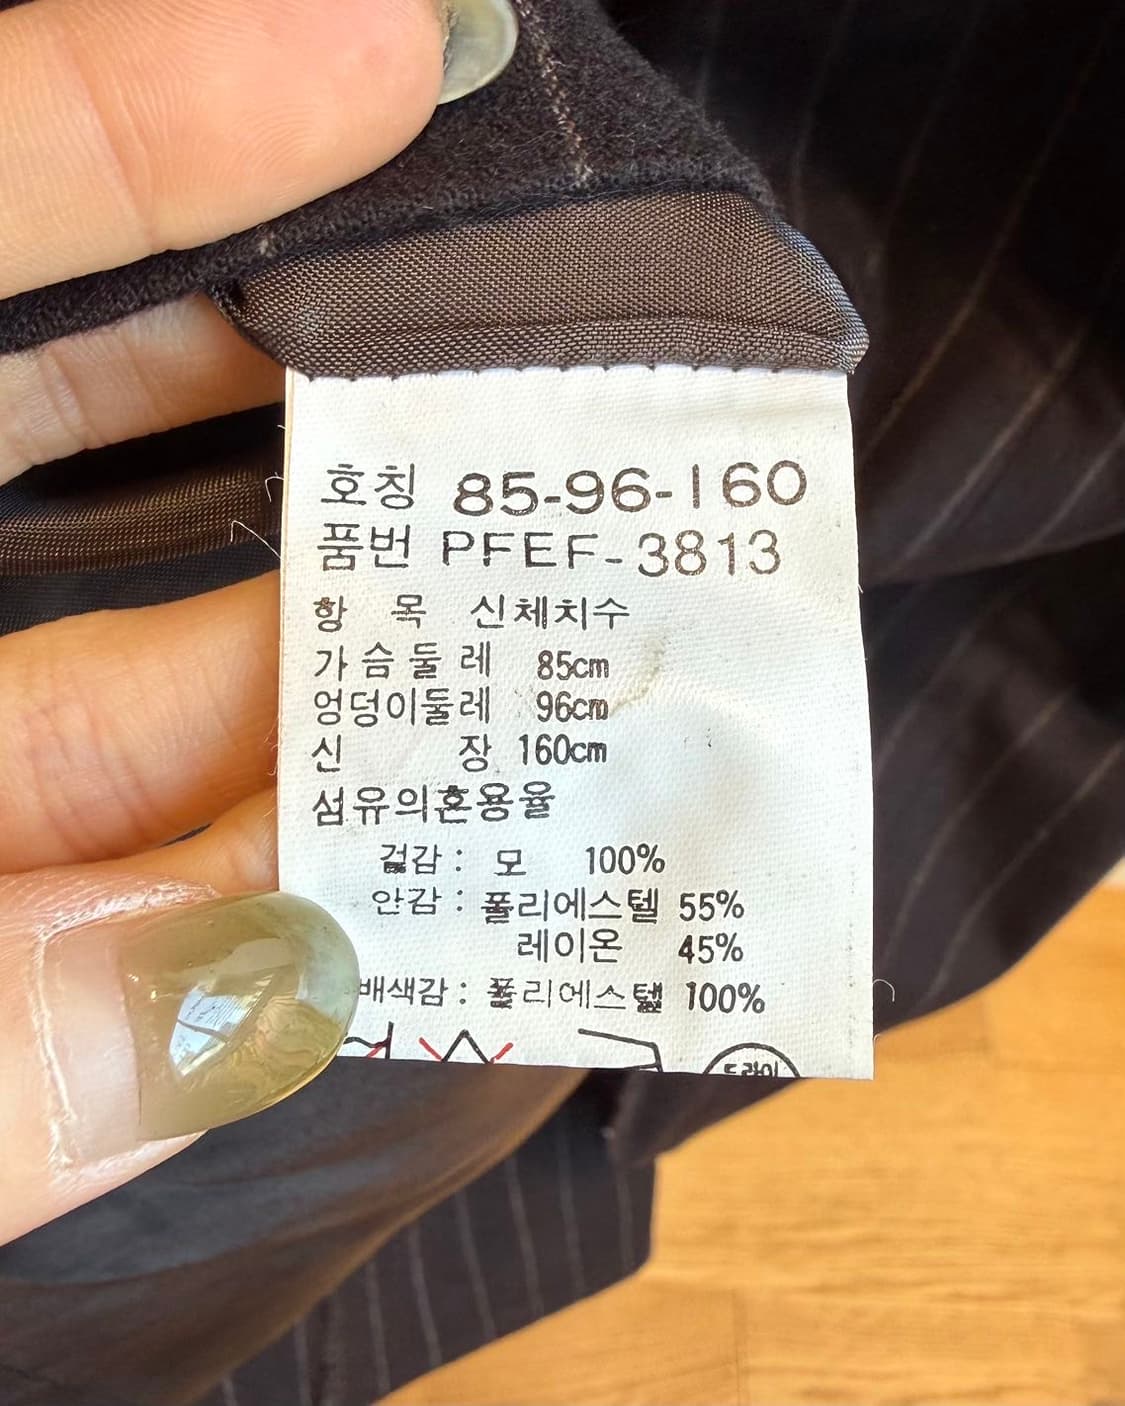 호칭 85-96-160
품번 PFEF-3813
항 목 신체치수
가슴둘레 85cm
엉덩이둘레 96cm
신 장 160cm
섬유의혼용율
겉감 : 모 100%
안감 : 폴리에스텔 55%
레이온 45%
배색감 : 폴리에스텔 100%
드라이